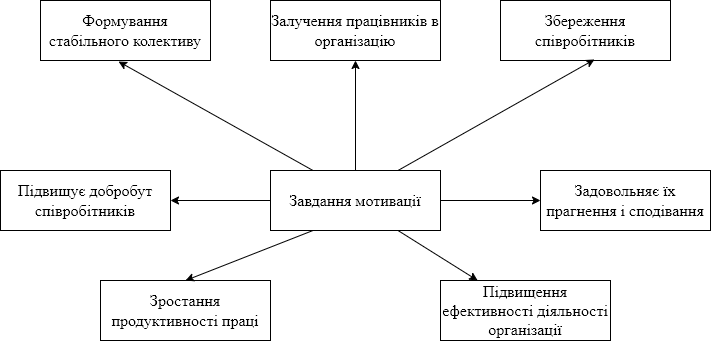 Формування
стабільного колективу
Залучення працівників в
організацію
Збереження
співробітників
Підвищує добробут
співробітників
Завдання мотивації
Задовольняє їх
прагнення і сподівання
Зростання
продуктивності праці
Підвищення
ефективності діяльності
організації